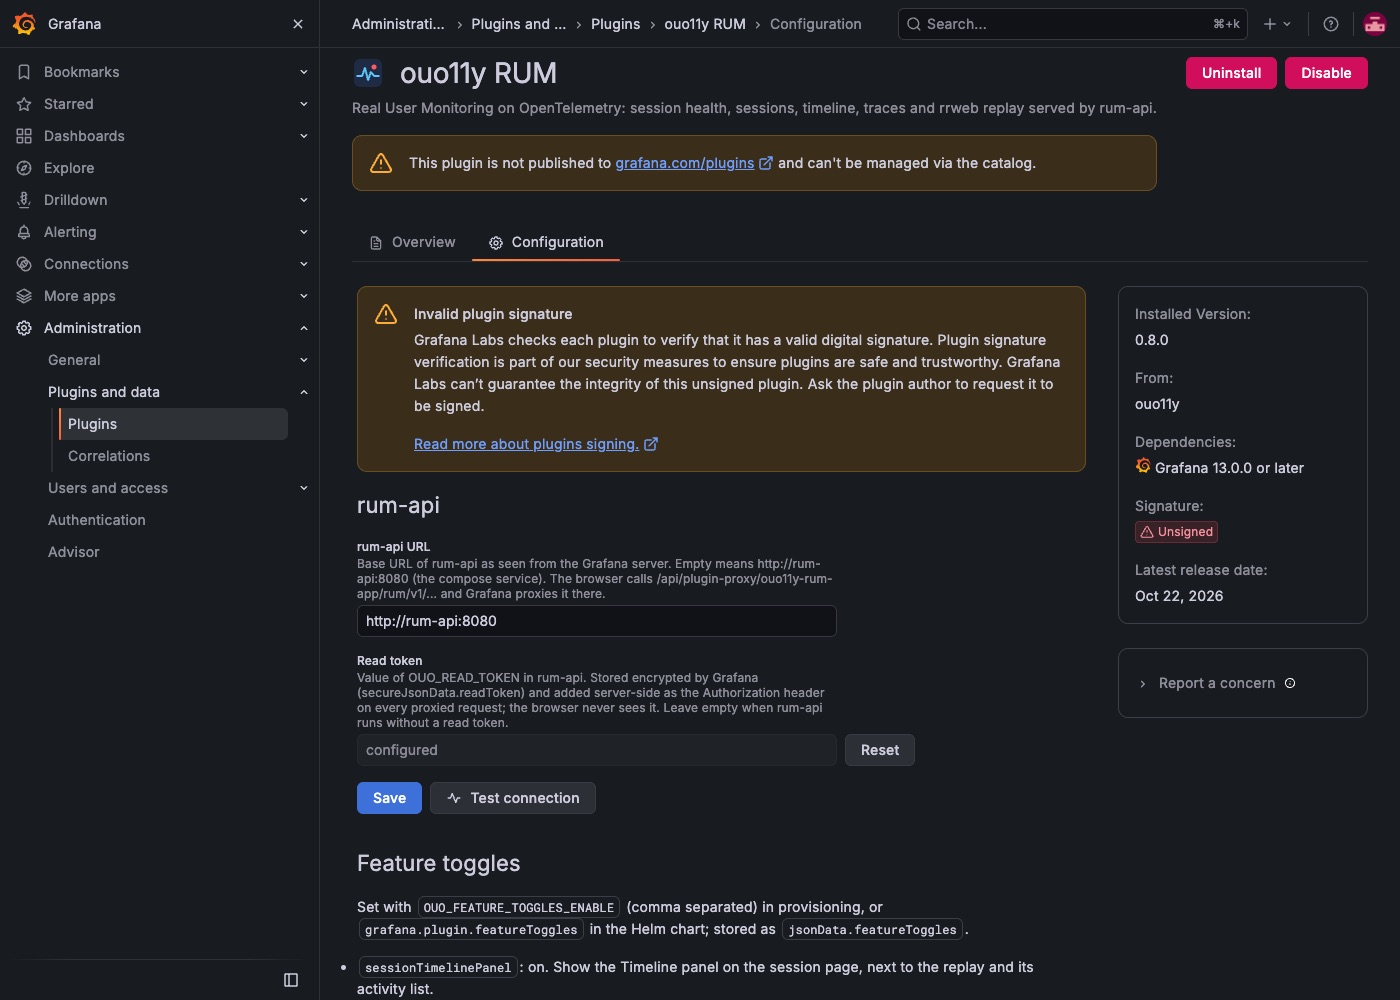 Grafana
Administrati... > Plugins and ... > Plugins > ouo11y RUM > Configuration
Search...
⌘+k
Bookmarks
Starred
Dashboards
Explore
Drilldown
Alerting
Connections
More apps
Administration
General
Plugins and data
Plugins
Correlations
Users and access
Authentication
Advisor
ouo11y RUM
Uninstall
Disable
Real User Monitoring on OpenTelemetry: session health, sessions, timeline, traces and rrweb replay served by rum-api.
This plugin is not published to grafana.com/plugins and can't be managed via the catalog.
Overview
Configuration
Invalid plugin signature
Grafana Labs checks each plugin to verify that it has a valid digital signature. Plugin signature
verification is part of our security measures to ensure plugins are safe and trustworthy. Grafana
Labs can’t guarantee the integrity of this unsigned plugin. Ask the plugin author to request it to
be signed.
Read more about plugins signing.
rum-api
rum-api URL
Base URL of rum-api as seen from the Grafana server. Empty means http://rum-
api:8080 (the compose service). The browser calls /api/plugin-proxy/ouo11y-rum-
app/rum/v1/... and Grafana proxies it there.
http://rum-api:8080
Read token
Value of OUO_READ_TOKEN in rum-api. Stored encrypted by Grafana
(secureJsonData.readToken) and added server-side as the Authorization header
on every proxied request; the browser never sees it. Leave empty when rum-api
runs without a read token.
configured
Reset
Save
Test connection
Feature toggles
Set with OUO_FEATURE_TOGGLES_ENABLE (comma separated) in provisioning, or
grafana.plugin.featureToggles in the Helm chart; stored as jsonData.featureToggles .
• sessionTimelinePanel : on. Show the Timeline panel on the session page, next to the replay and its
activity list.
Installed Version:
0.8.0
From:
ouo11y
Dependencies:
Grafana 13.0.0 or later
Signature:
Unsigned
Latest release date:
Oct 22, 2026
Report a concern